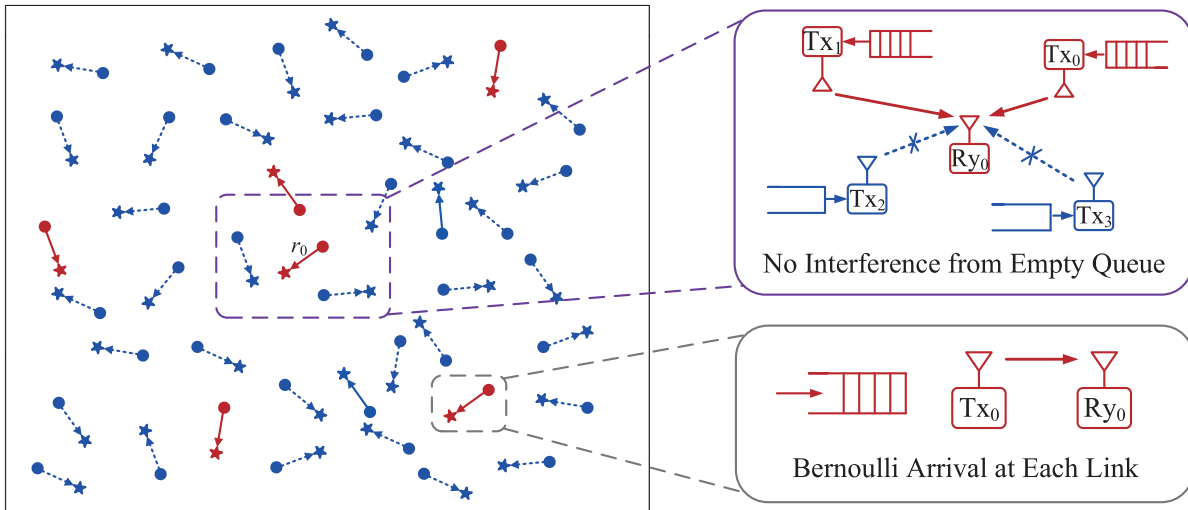 r₀
Tx₁
Tx₀
Ry₀
Tx₂
Tx₃
No Interference from Empty Queue
Tx₀
Ry₀
Bernoulli Arrival at Each Link